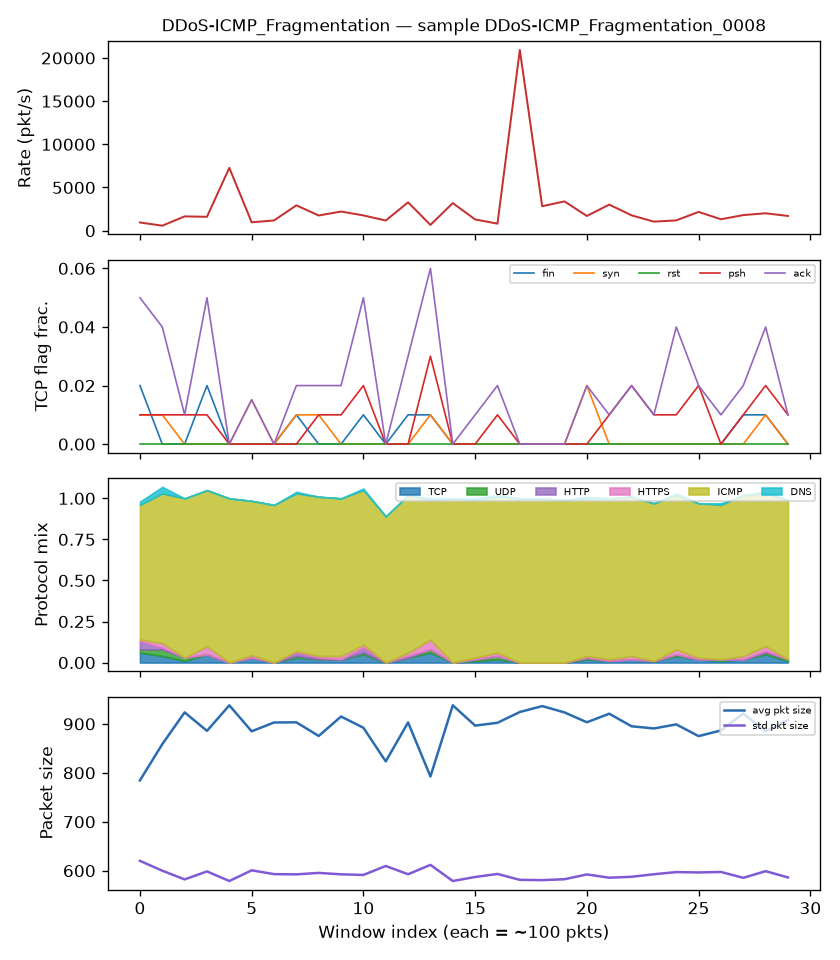 DDoS-ICMP_Fragmentation — sample DDoS-ICMP_Fragmentation_0008
20000
15000
10000
5000
0
Rate (pkt/s)
fin syn rst psh ack
0.06
0.04
0.02
0.00
TCP flag frac.
TCP UDP HTTP HTTPS ICMP DNS
1.00
0.75
0.50
0.25
0.00
Protocol mix
avg pkt size
std pkt size
900
800
700
600
Packet size
0 5 10 15 20 25 30
Window index (each = ~100 pkts)